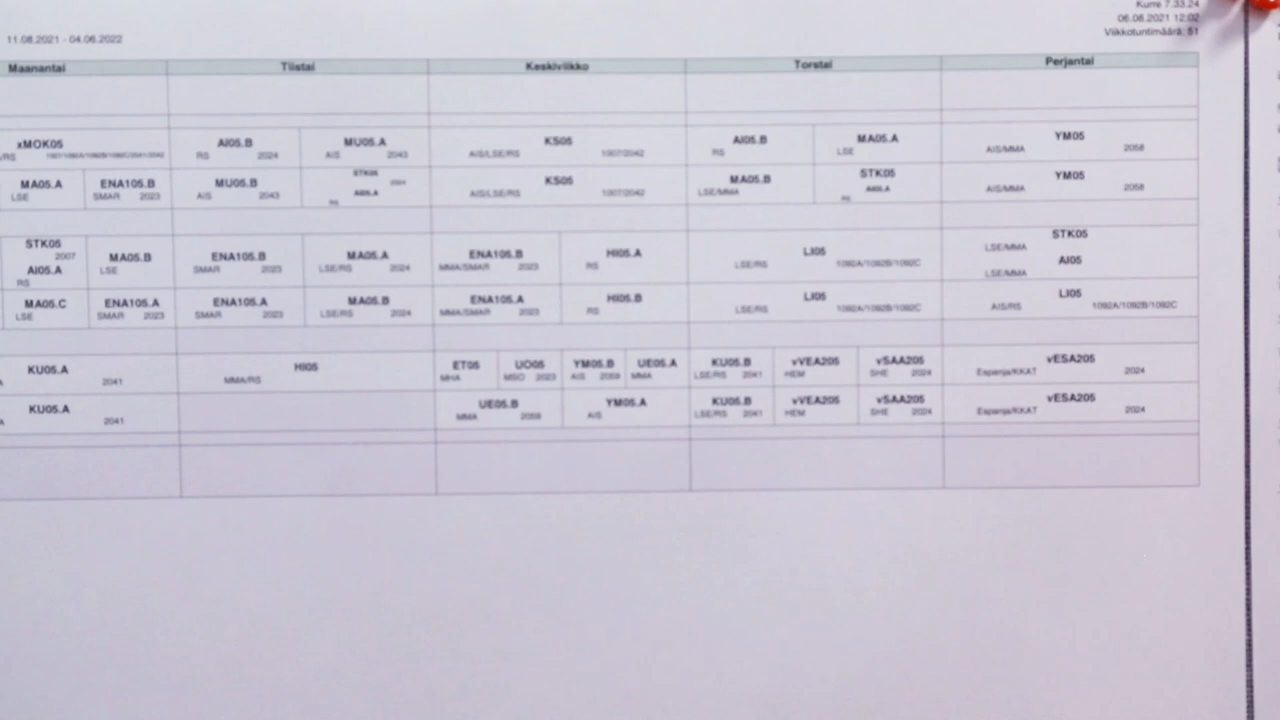 Kurre 7.33.24
06.08.2021 12:02
11.08.2021 - 04.06.2022
Viikkotuntimäärä: 51
Maanantai Tiistai Keskiviikko Torstai Perjantai
xMOK05 AI05.B MU05.A KS05 AI05.B MA05.A YM05
/RS RS 2024 AIS 2043 AIS/LSE/RS 1007/2042 RS LSE AIS/MMA 2058
MA05.A ENA105.B MU05.B STK05 KS05 MA05.B STK05 YM05
AI05.A AI05.A
LSE SMAR 2023 AIS 2043 RS AIS/LSE/RS 1007/2042 LSE/MMA RS AIS/MMA 2058
STK05 MA05.B ENA105.B MA05.A ENA105.B HI05.A LI05 STK05
2007 LSE/MMA
AI05.A LSE SMAR 2023 LSE/RS 2024 MMA/SMAR 2023 RS LSE/RS 1092A/1092B/1092C AI05
RS LSE/MMA
MA05.C ENA105.A ENA105.A MA05.B ENA105.A HI05.B LI05 LI05
LSE SMAR 2023 SMAR 2023 LSE/RS 2024 MMA/SMAR 2023 RS LSE/RS 1092A/1092B/1092C AIS/RS 1092A/1092B/1092C
KU05.A HI05 ET05 UO05 YM05.B UE05.A KU05.B vVEA205 vSAA205 vESA205
A 2041 MMA/RS MHA MSO 2023 AIS 2059 MMA LSE/RS 2041 HEM SHE 2024 Espanja/KKAT 2024
KU05.A UE05.B YM05.A KU05.B vVEA205 vSAA205 vESA205
A 2041 MMA 2058 AIS LSE/RS 2041 HEM SHE 2024 Espanja/KKAT 2024